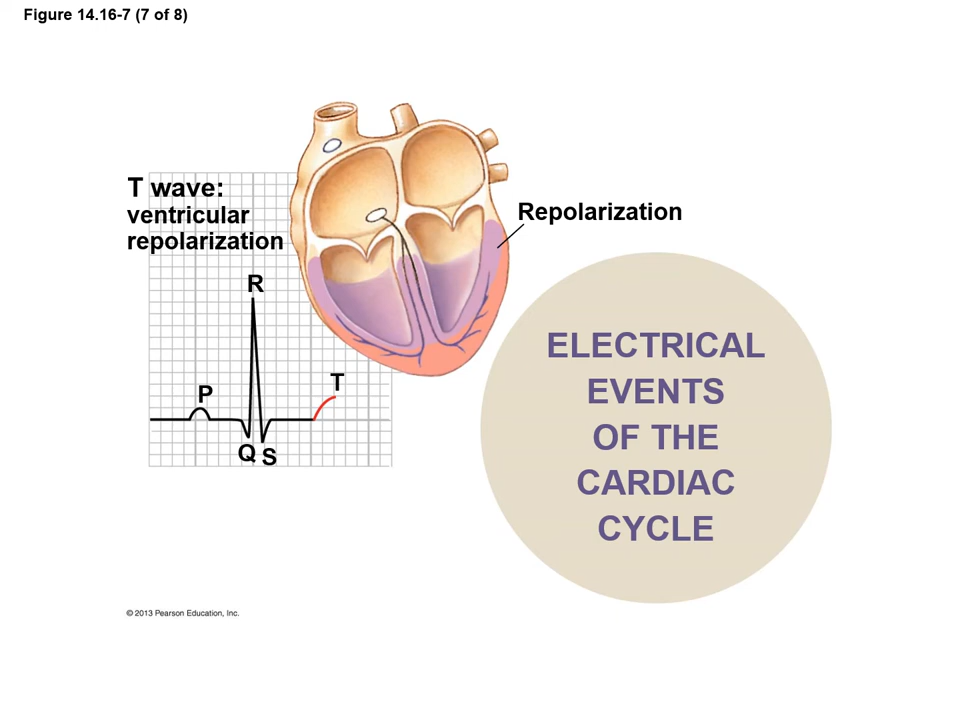 Figure 14.16-7 (7 of 8)
T wave:
ventricular
repolarization
Repolarization
R
P
T
Q
S
ELECTRICAL
EVENTS
OF THE
CARDIAC
CYCLE
© 2013 Pearson Education, Inc.